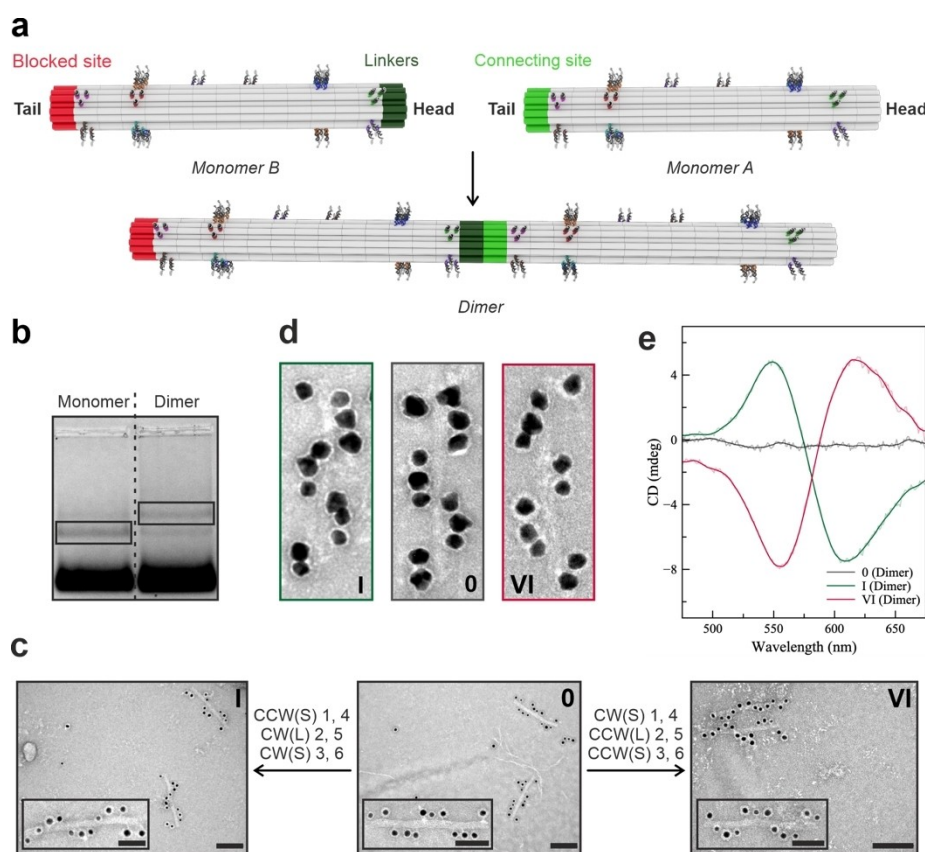 a
Blocked site
Linkers
Connecting site
Tail
Head
Tail
Head
Monomer B
Monomer A
Dimer
b
Monomer
Dimer
d
I
0
VI
e
CD (mdeg)
4
0
-4
-8
0 (Dimer)
I (Dimer)
VI (Dimer)
500
550
600
650
Wavelength (nm)
c
I
CCW(S) 1, 4
CW(L) 2, 5
CW(S) 3, 6
0
CW(S) 1, 4
CCW(L) 2, 5
CCW(S) 3, 6
VI